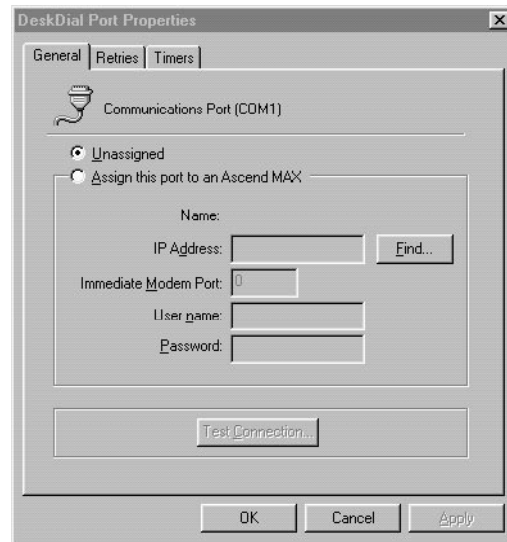 DeskDial Port Properties
General Retries Timers
Communications Port (COM1)
Unassigned
Assign this port to an Ascend MAX
Name:
IP Address: Find...
Immediate Modem Port: 0
User name:
Password:
Test Connection...
OK Cancel Apply